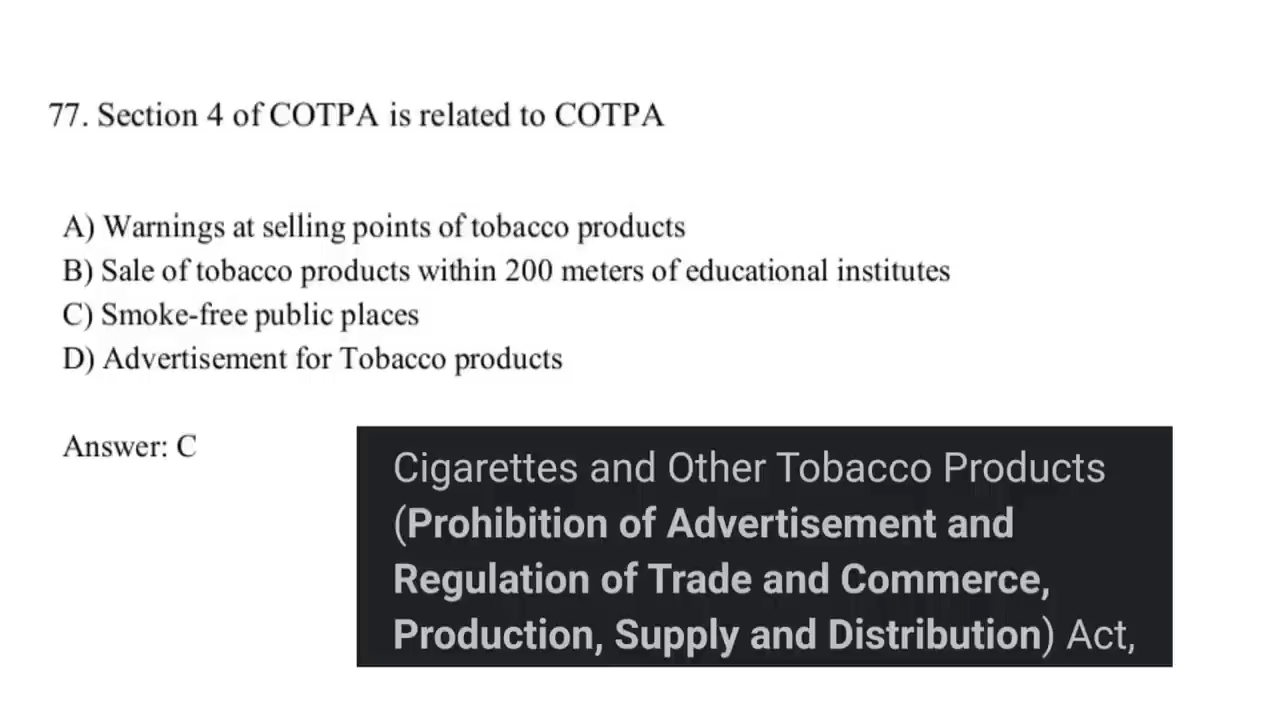 77. Section 4 of COTPA is related to COTPA
A) Warnings at selling points of tobacco products
B) Sale of tobacco products within 200 meters of educational institutes
C) Smoke-free public places
D) Advertisement for Tobacco products
Answer: C
Cigarettes and Other Tobacco Products
(Prohibition of Advertisement and
Regulation of Trade and Commerce,
Production, Supply and Distribution) Act,